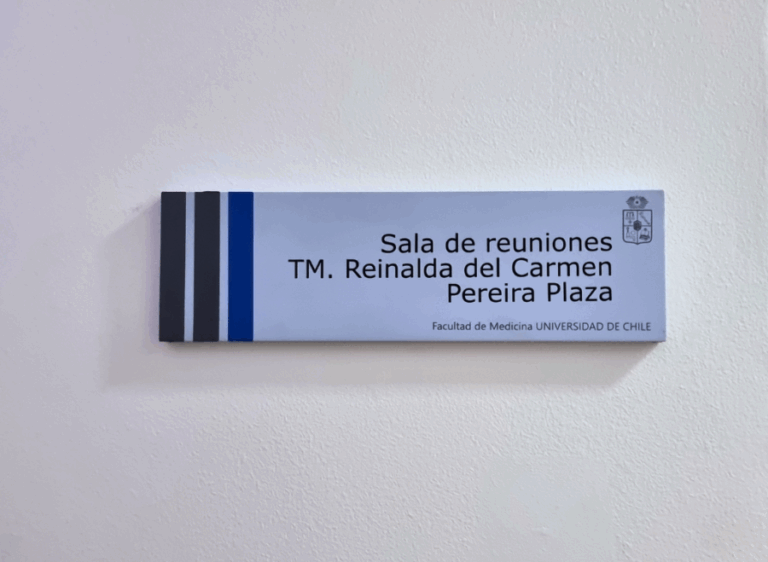 Sala de reuniones
TM. Reinalda del Carmen
Pereira Plaza
Facultad de Medicina UNIVERSIDAD DE CHILE